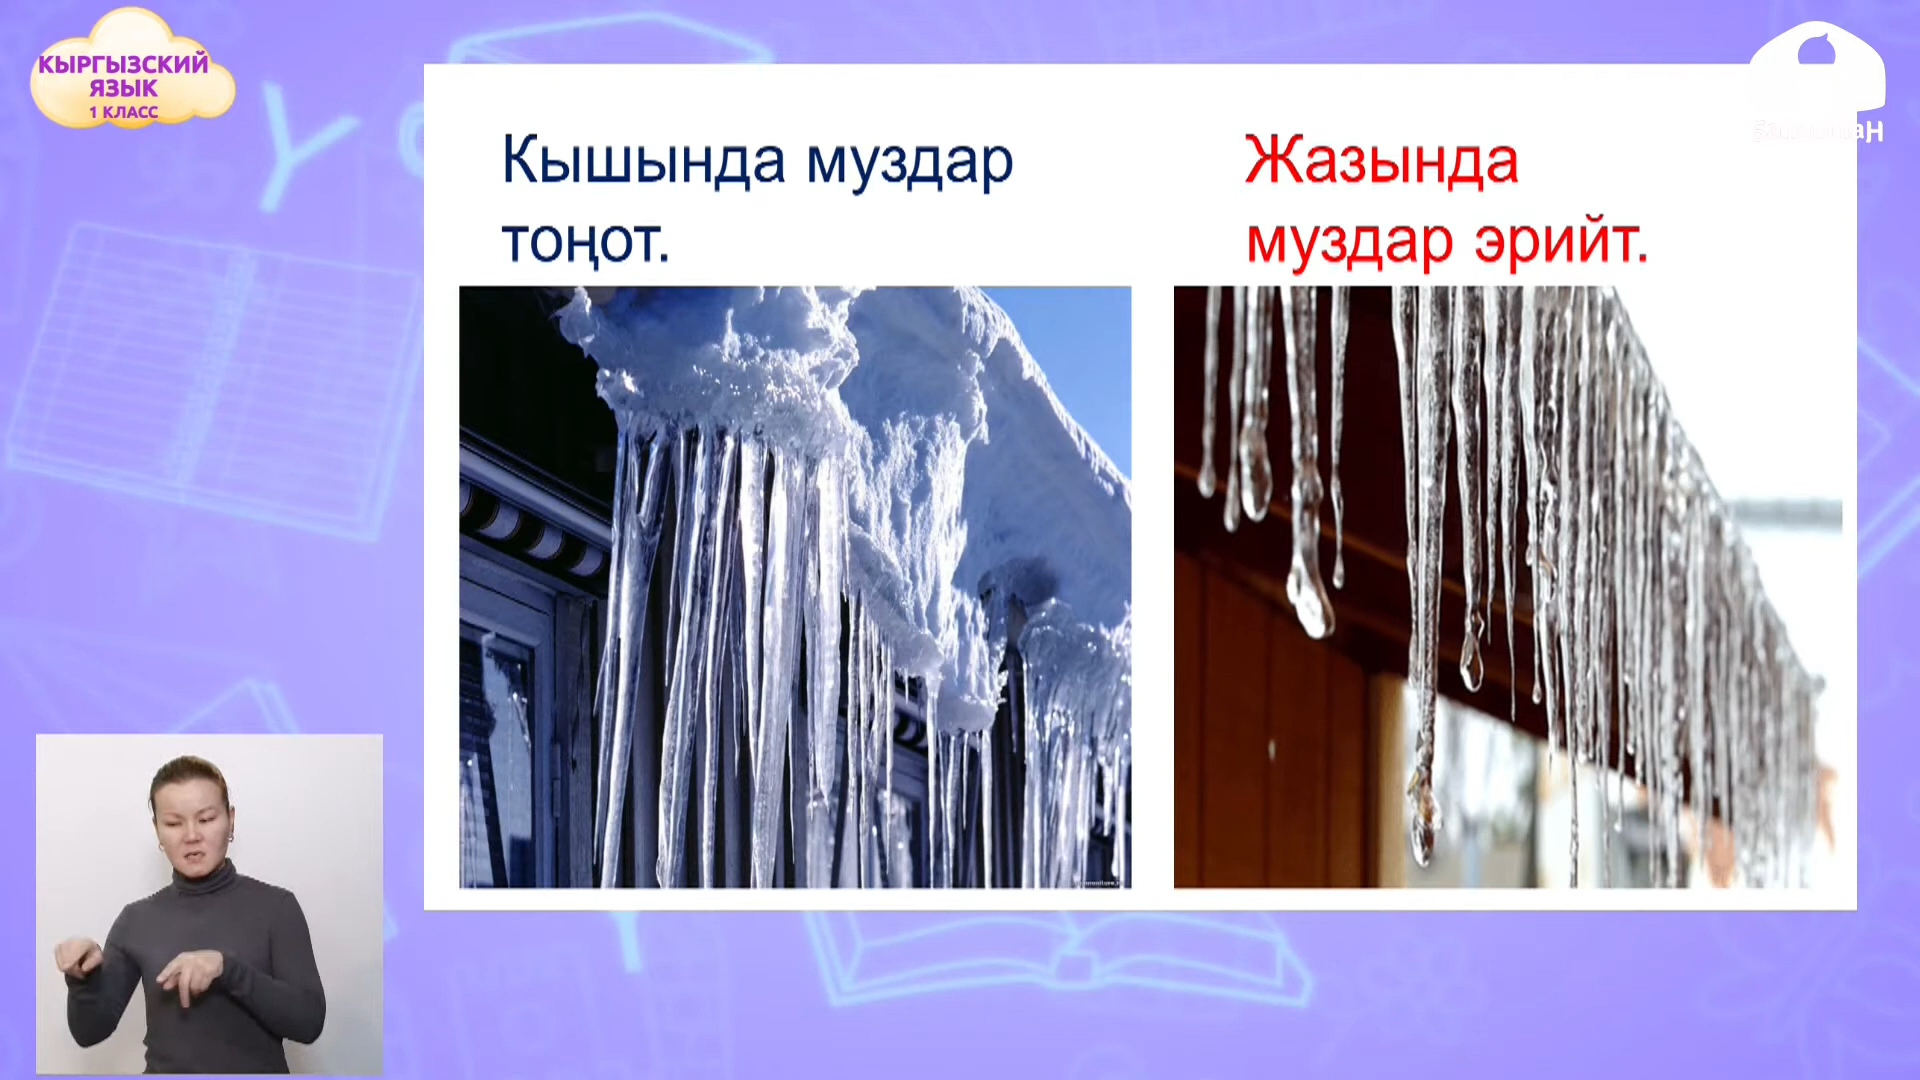 КЫРГЫЗСКИЙ
ЯЗЫК
1 КЛАСС
Кышында муздар
тоңот.
Жазында
муздар эрийт.